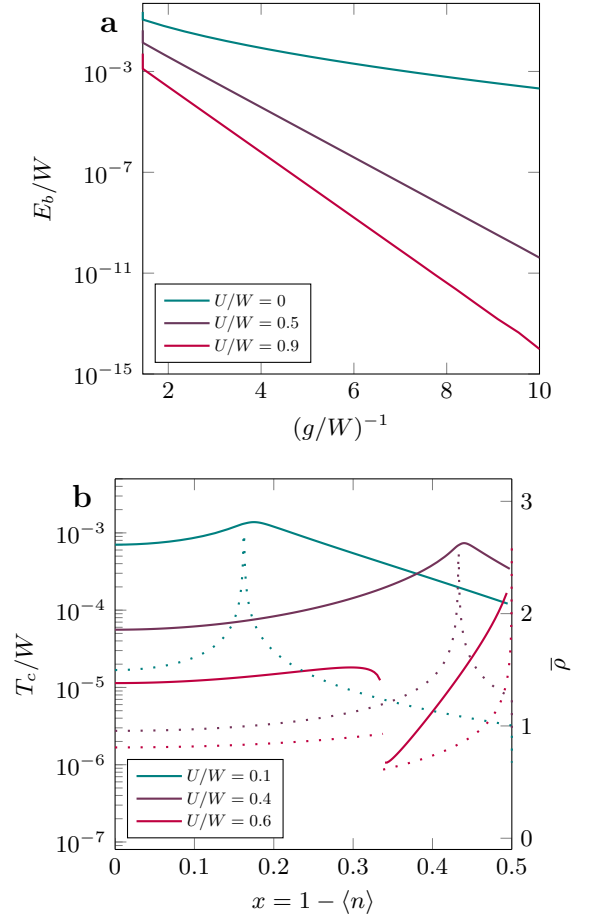 a
10⁻³
10⁻⁷
10⁻¹¹
10⁻¹⁵
E_b/W
U/W = 0
U/W = 0.5
U/W = 0.9
2 4 6 8 10
(g/W)⁻¹
b
10⁻³
10⁻⁴
10⁻⁵
10⁻⁶
10⁻⁷
T_c/W
3
2
1
0
ρ̅
U/W = 0.1
U/W = 0.4
U/W = 0.6
0 0.1 0.2 0.3 0.4 0.5
x = 1 − ⟨n⟩